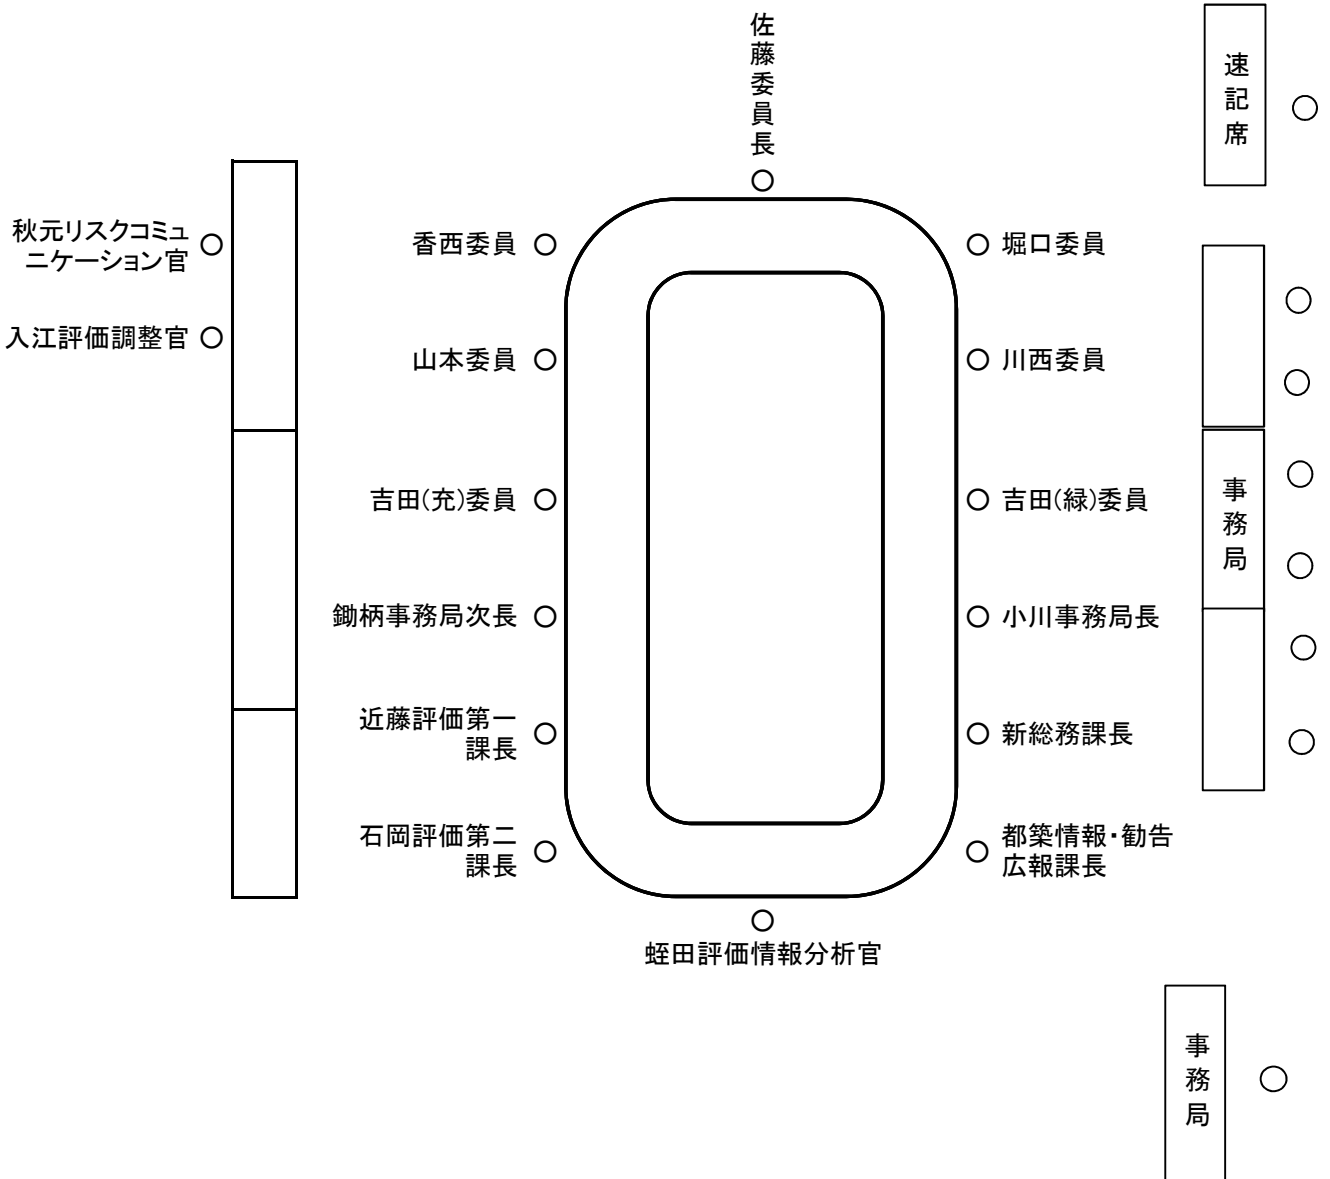 佐藤委員長
速記席
秋元リスクコミュ
ニケーション官
香西委員
堀口委員
入江評価調整官
山本委員
川西委員
吉田(充)委員
吉田(緑)委員
事務局
鋤柄事務局次長
小川事務局長
近藤評価第一
課長
新総務課長
石岡評価第二
課長
都築情報・勧告
広報課長
蛭田評価情報分析官
事務局